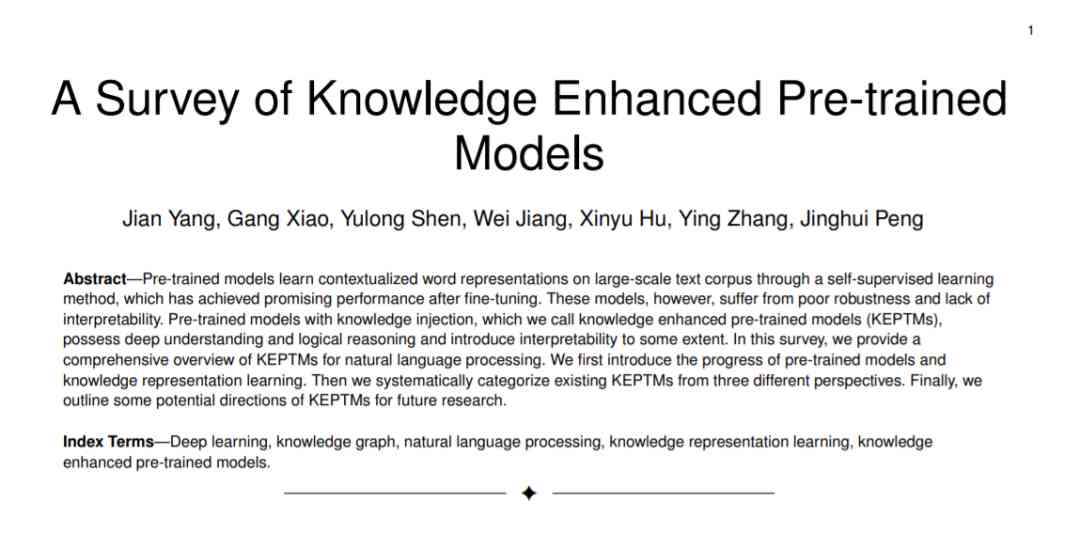 1
A Survey of Knowledge Enhanced Pre-trained
Models
Jian Yang, Gang Xiao, Yulong Shen, Wei Jiang, Xinyu Hu, Ying Zhang, Jinghui Peng
Abstract—Pre-trained models learn contextualized word representations on large-scale text corpus through a self-supervised learning
method, which has achieved promising performance after fine-tuning. These models, however, suffer from poor robustness and lack of
interpretability. Pre-trained models with knowledge injection, which we call knowledge enhanced pre-trained models (KEPTMs),
possess deep understanding and logical reasoning and introduce interpretability to some extent. In this survey, we provide a
comprehensive overview of KEPTMs for natural language processing. We first introduce the progress of pre-trained models and
knowledge representation learning. Then we systematically categorize existing KEPTMs from three different perspectives. Finally, we
outline some potential directions of KEPTMs for future research.
Index Terms—Deep learning, knowledge graph, natural language processing, knowledge representation learning, knowledge
enhanced pre-trained models.